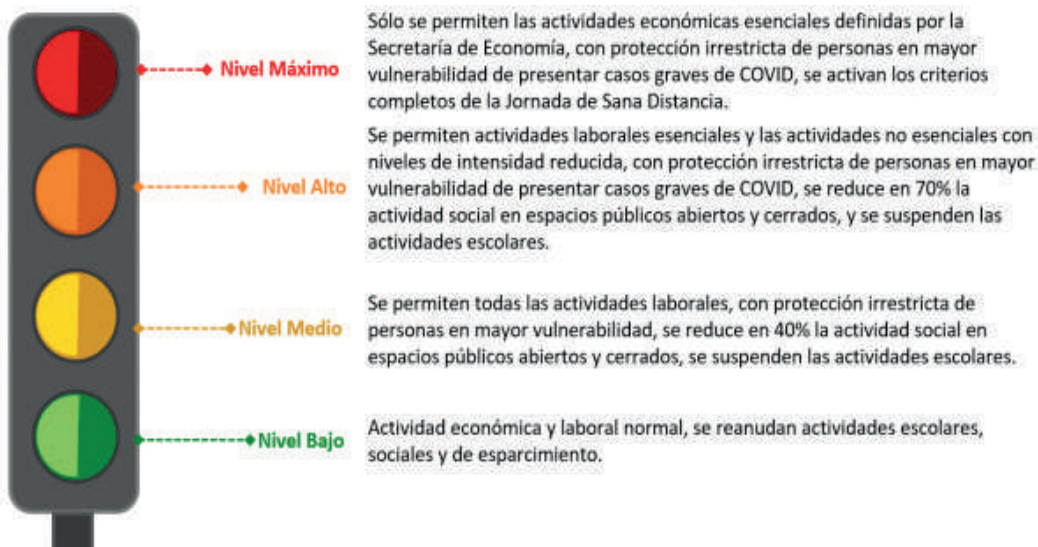 Sólo se permiten las actividades económicas esenciales definidas por la
Secretaría de Economía, con protección irrestricta de personas en mayor
Nivel Máximo
vulnerabilidad de presentar casos graves de COVID, se activan los criterios
completos de la Jornada de Sana Distancia.
Se permiten actividades laborales esenciales y las actividades no esenciales con
niveles de intensidad reducida, con protección irrestricta de personas en mayor
Nivel Alto
vulnerabilidad de presentar casos graves de COVID, se reduce en 70% la
actividad social en espacios públicos abiertos y cerrados, y se suspenden las
actividades escolares.
Se permiten todas las actividades laborales, con protección irrestricta de
Nivel Medio
personas en mayor vulnerabilidad, se reduce en 40% la actividad social en
espacios públicos abiertos y cerrados, se suspenden las actividades escolares.
Nivel Bajo
Actividad económica y laboral normal, se reanudan actividades escolares,
sociales y de esparcimiento.